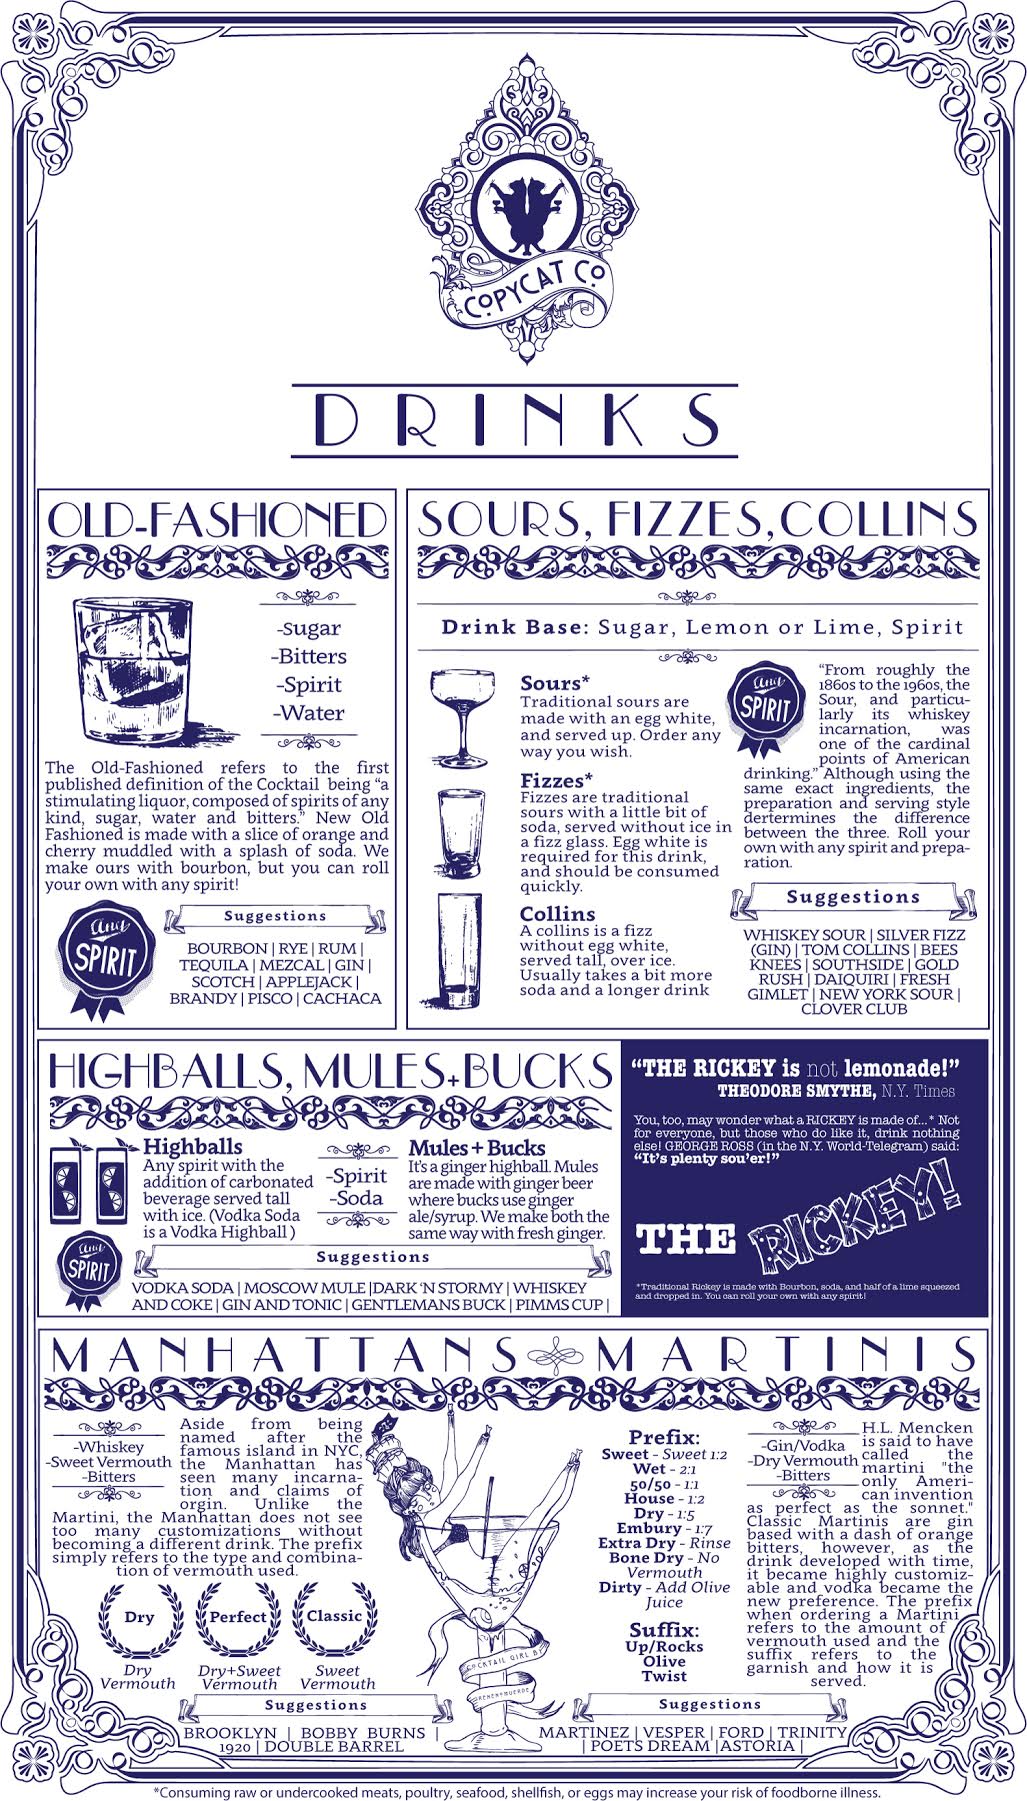 COPYCAT CO
DRINKS
OLD-FASHIONED
-Sugar
-Bitters
-Spirit
-Water
The Old-Fashioned refers to the first
published definition of the Cocktail being “a
stimulating liquor, composed of spirits of any
kind, sugar, water and bitters.” New Old
Fashioned is made with a slice of orange and
cherry muddled with a splash of soda. We
make ours with bourbon, but you can roll
your own with any spirit!
Any
SPIRIT
Suggestions
BOURBON | RYE | RUM |
TEQUILA | MEZCAL | GIN |
SCOTCH | APPLEJACK |
BRANDY | PISCO | CACHACA
SOURS, FIZZES, COLLINS
Drink Base: Sugar, Lemon or Lime, Spirit
Sours*
Traditional sours are
made with an egg white,
and served up. Order any
way you wish.
Fizzes*
Fizzes are traditional
sours with a little bit of
soda, served without ice in
a fizz glass. Egg white is
required for this drink,
and should be consumed
quickly.
Collins
A collins is a fizz
without egg white,
served tall, over ice.
Usually takes a bit more
soda and a longer drink
Any
SPIRIT
“From roughly the
1860s to the 1960s, the
Sour, and particu-
larly its whiskey
incarnation, was
one of the cardinal
points of American
drinking.” Although using the
same exact ingredients, the
preparation and serving style
dertermines the difference
between the three. Roll your
own with any spirit and prepa-
ration.
Suggestions
WHISKEY SOUR | SILVER FIZZ
(GIN) | TOM COLLINS | BEES
KNEES | SOUTHSIDE | GOLD
RUSH | DAIQUIRI | FRESH
GIMLET | NEW YORK SOUR |
CLOVER CLUB
HIGHBALLS, MULES+BUCKS
Highballs
Any spirit with the
addition of carbonated
beverage served tall
with ice. (Vodka Soda
is a Vodka Highball )
-Spirit
-Soda
Mules + Bucks
It's a ginger highball. Mules
are made with ginger beer
where bucks use ginger
ale/syrup. We make both the
same way with fresh ginger.
Any
SPIRIT
Suggestions
VODKA SODA | MOSCOW MULE |DARK ‘N STORMY | WHISKEY
AND COKE | GIN AND TONIC | GENTLEMANS BUCK | PIMMS CUP |
“THE RICKEY is not lemonade!”
THEODORE SMYTHE, N.Y. Times
You, too, may wonder what a RICKEY is made of...* Not
for everyone, but those who do like it, drink nothing
else! GEORGE ROSS (in the N.Y. World-Telegram) said:
“It's plenty sou'er!”
THE RICKEY!
*Traditional Rickey is made with Bourbon, soda, and half of a lime squeezed
and dropped in. You can roll your own with any spirit!
MANHATTANS MARTINIS
-Whiskey
-Sweet Vermouth
-Bitters
Aside from being
named after the
famous island in NYC,
the Manhattan has
seen many incarna-
tion and claims of
orgin. Unlike the
Martini, the Manhattan does not see
too many customizations without
becoming a different drink. The prefix
simply refers to the type and combina-
tion of vermouth used.
Dry
Perfect
Classic
Dry
Vermouth
Dry+Sweet
Vermouth
Sweet
Vermouth
Suggestions
BROOKLYN | BOBBY BURNS |
1920 | DOUBLE BARREL
COCKTAIL GIRL BY
Prefix:
Sweet - Sweet 1:2
Wet - 2:1
50/50 - 1:1
House - 1:2
Dry - 1:5
Embury - 1:7
Extra Dry - Rinse
Bone Dry - No
Vermouth
Dirty - Add Olive
Juice
Suffix:
Up/Rocks
Olive
Twist
-Gin/Vodka
-Dry Vermouth
-Bitters
H.L. Mencken
is said to have
called the
martini "the
only Ameri-
can invention
as perfect as the sonnet."
Classic Martinis are gin
based with a dash of orange
bitters, however, as the
drink developed with time,
it became highly customiz-
able and vodka became the
new preference. The prefix
when ordering a Martini
refers to the amount of
vermouth used and the
suffix refers to the
garnish and how it is
served.
Suggestions
MARTINEZ | VESPER | FORD | TRINITY
| POETS DREAM |ASTORIA |
*Consuming raw or undercooked meats, poultry, seafood, shellfish, or eggs may increase your risk of foodborne illness.